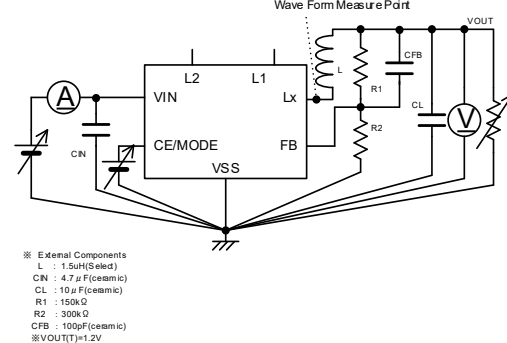 Wave Form Measure Point
VOUT
L2
L1
CFB
A
VIN
Lx
L
R1
CL
V
CIN
CE/MODE
FB
R2
VSS
※ External Components
L : 1.5uH(Select)
CIN : 4.7μF(ceramic)
CL : 10μF(ceramic)
R1 : 150kΩ
R2 : 300kΩ
CFB : 100pF(ceramic)
※VOUT(T)=1.2V